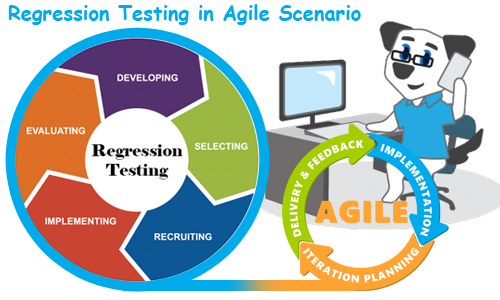 Regression Testing in Agile Scenario
DEVELOPING
EVALUATING
SELECTING
Regression
Testing
IMPLEMENTING
RECRUITING
DELIVERY & FEEDBACK
IMPLEMENTATION
AGILE
ITERATION PLANNING